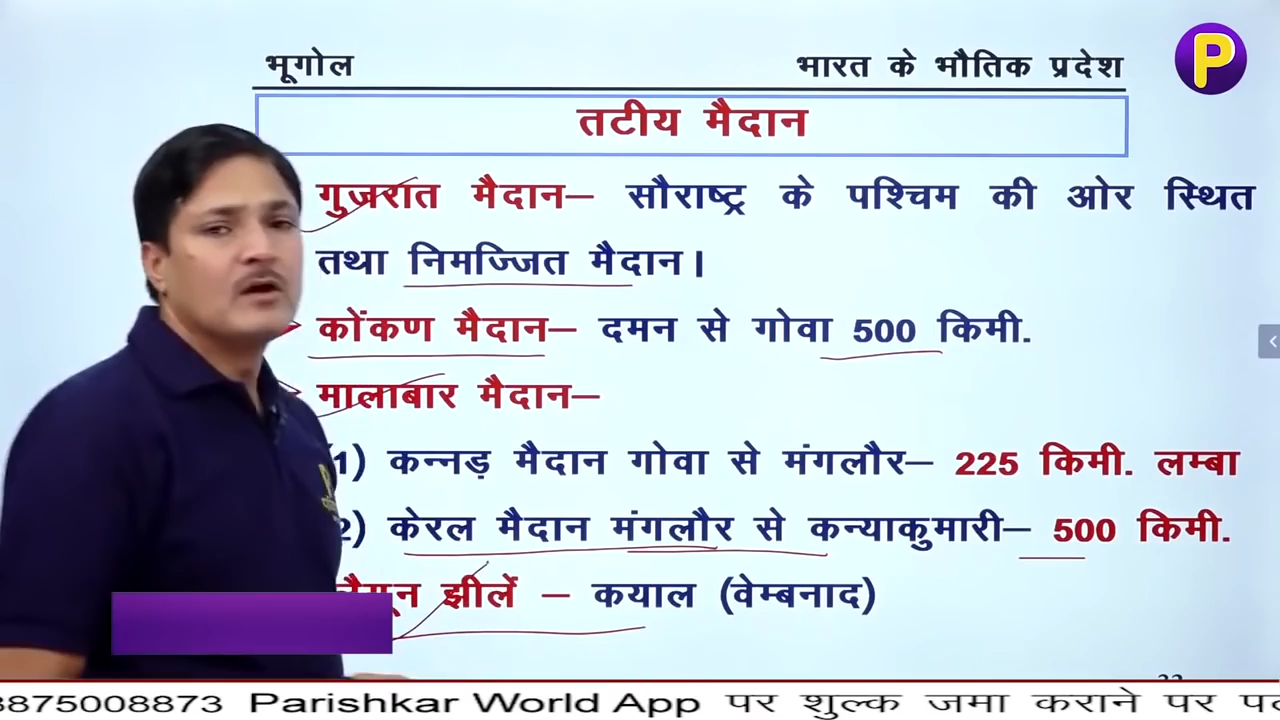 भूगोल
भारत के भौतिक प्रदेश
P
तटीय मैदान
गुजरात मैदान– सौराष्ट्र के पश्चिम की ओर स्थित
तथा निमज्जित मैदान।
कोंकण मैदान– दमन से गोवा 500 किमी.
मालाबार मैदान–
(1) कन्नड़ मैदान गोवा से मंगलौर– 225 किमी. लम्बा
2) केरल मैदान मंगलौर से कन्याकुमारी– 500 किमी.
झीलें – कयाल (वेम्बनाद)
8875008873 Parishkar World App पर शुल्क जमा कराने पर